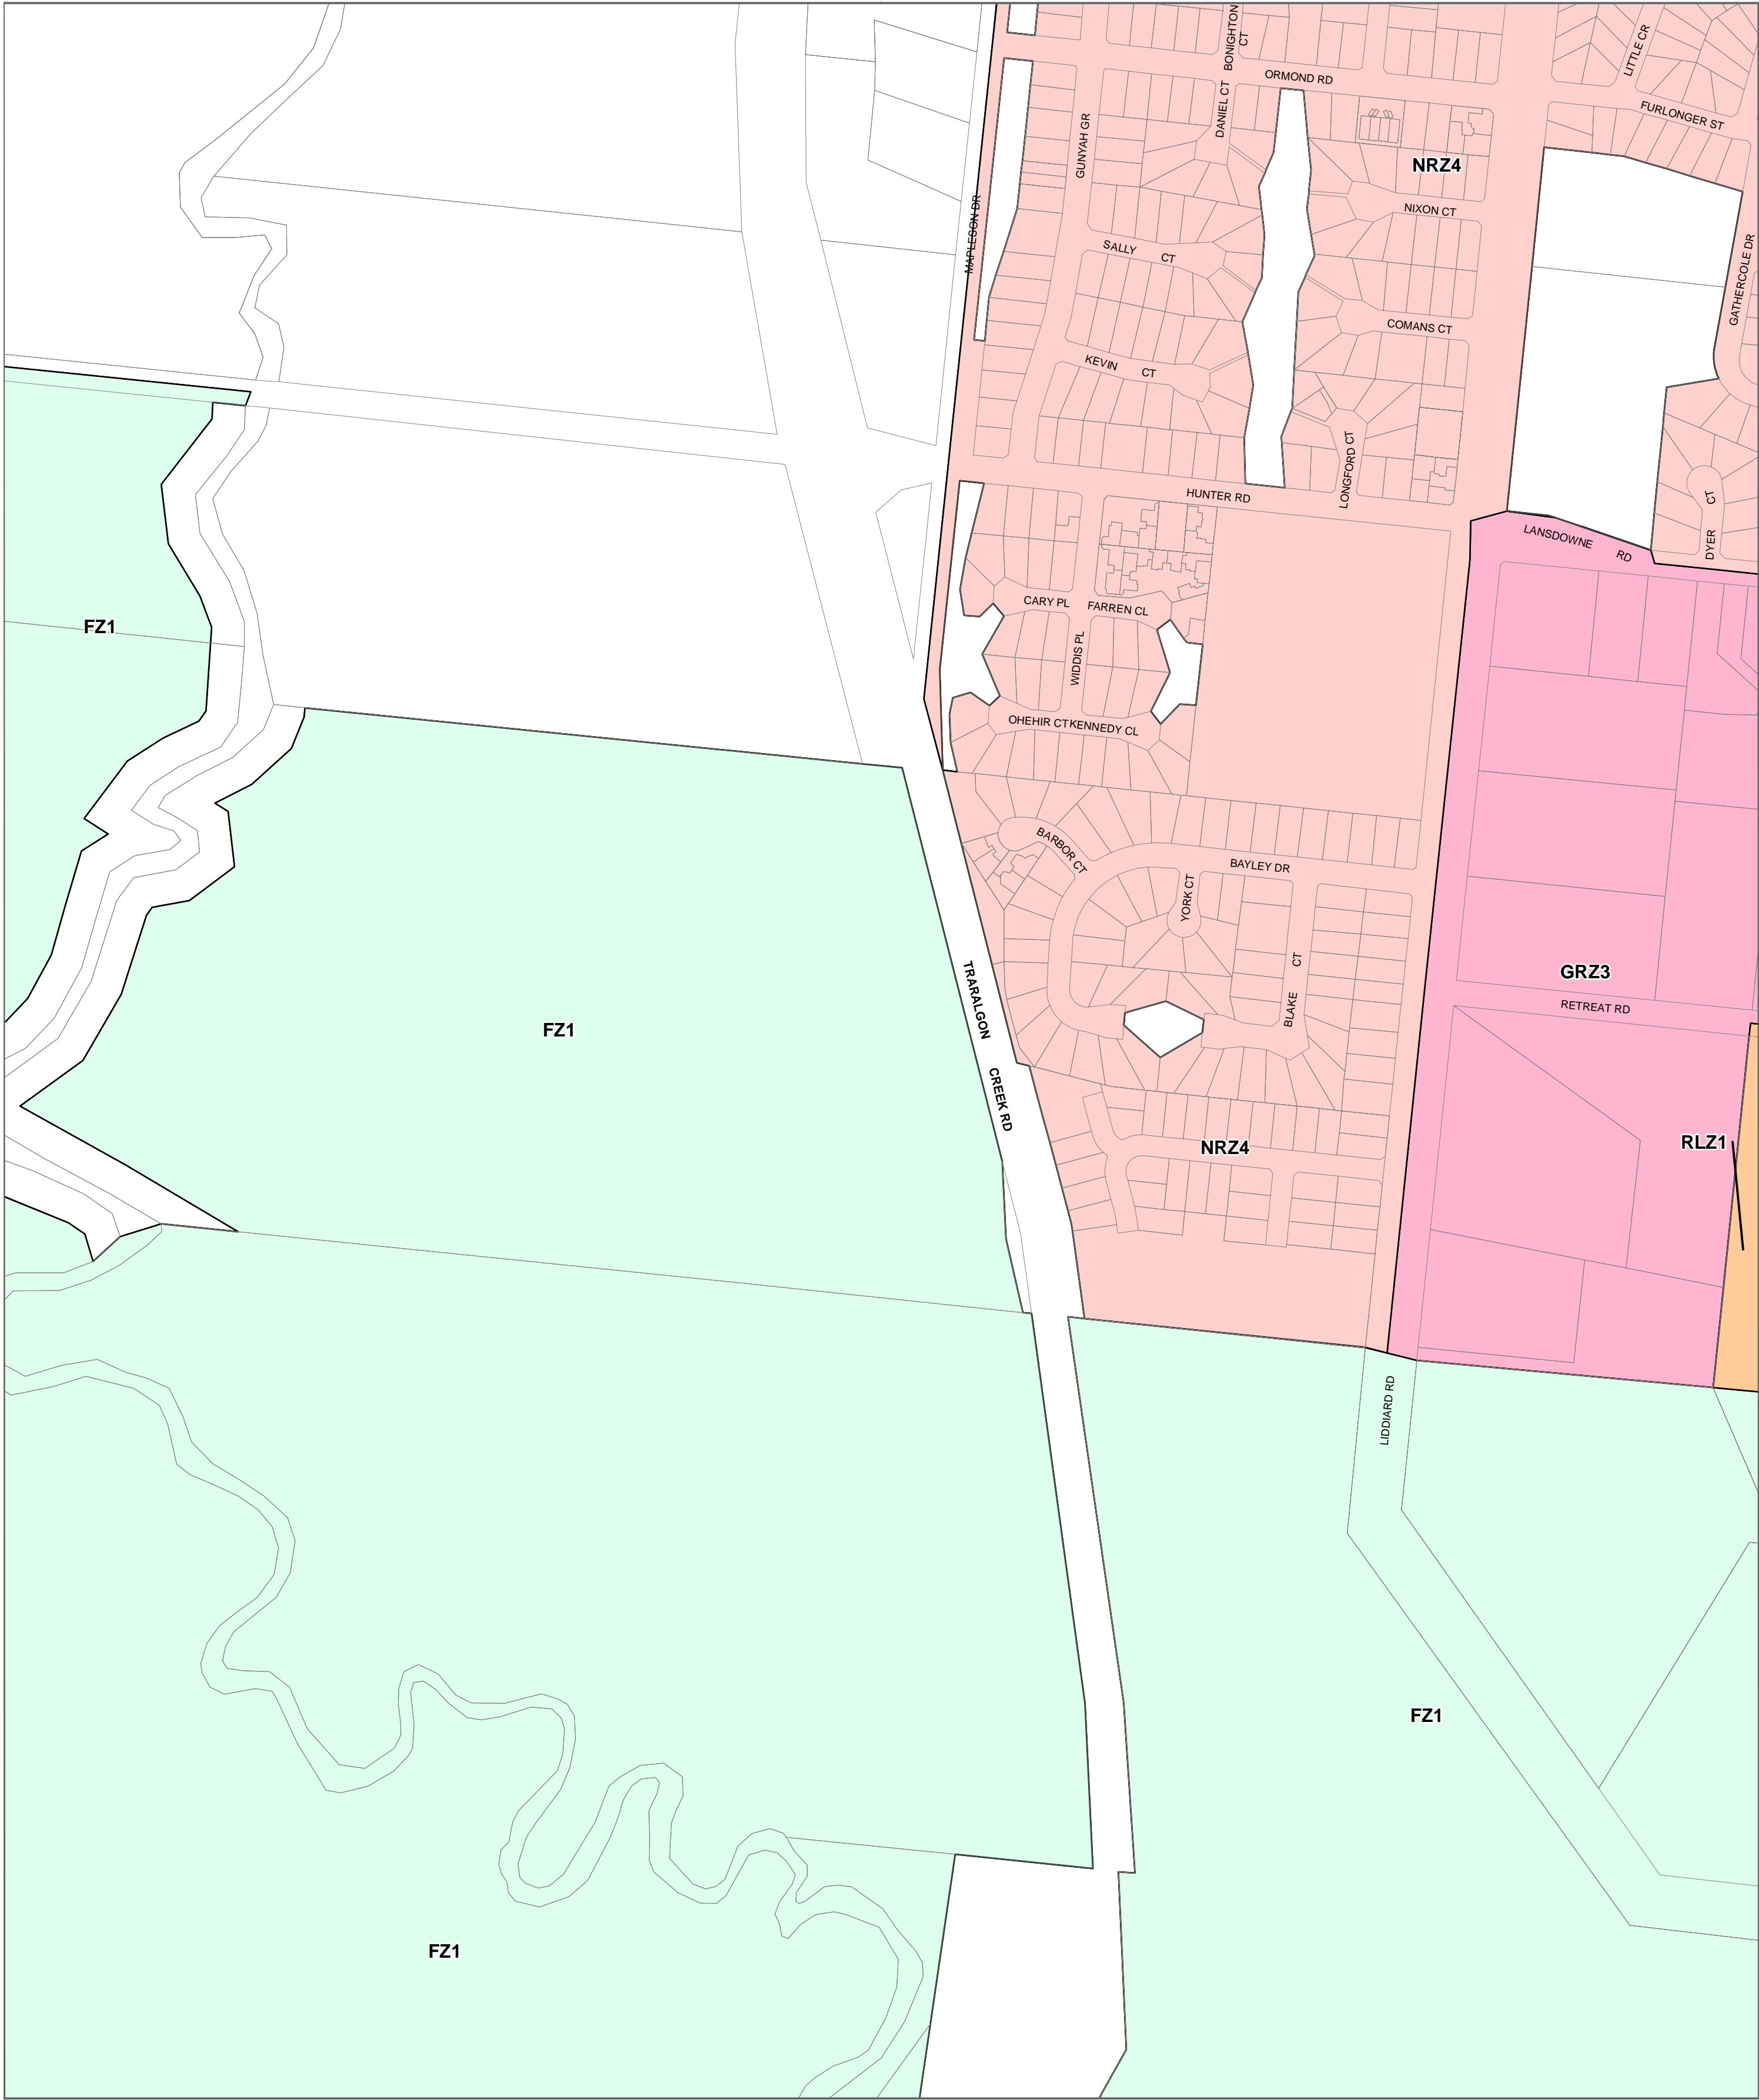 BONIGHTON
CT
LITTLE CR
ORMOND RD
FURLONGER ST
DANIEL CT
GUNYAH GR
NRZ4
NIXON CT
MAPLESON DR
SALLY CT
GATHERCOLE DR
COMANS CT
KEVIN CT
LONGFORD CT
HUNTER RD
DYER CT
LANSDOWNE RD
CARY PL
FARREN CL
FZ1
WIDDIS PL
OHEHIR CT
KENNEDY CL
BARBOR CT
BAYLEY DR
YORK CT
GRZ3
BLAKE CT
RETREAT RD
TRARALGON CREEK RD
FZ1
NRZ4
RLZ1
LIDDIARD RD
FZ1
FZ1